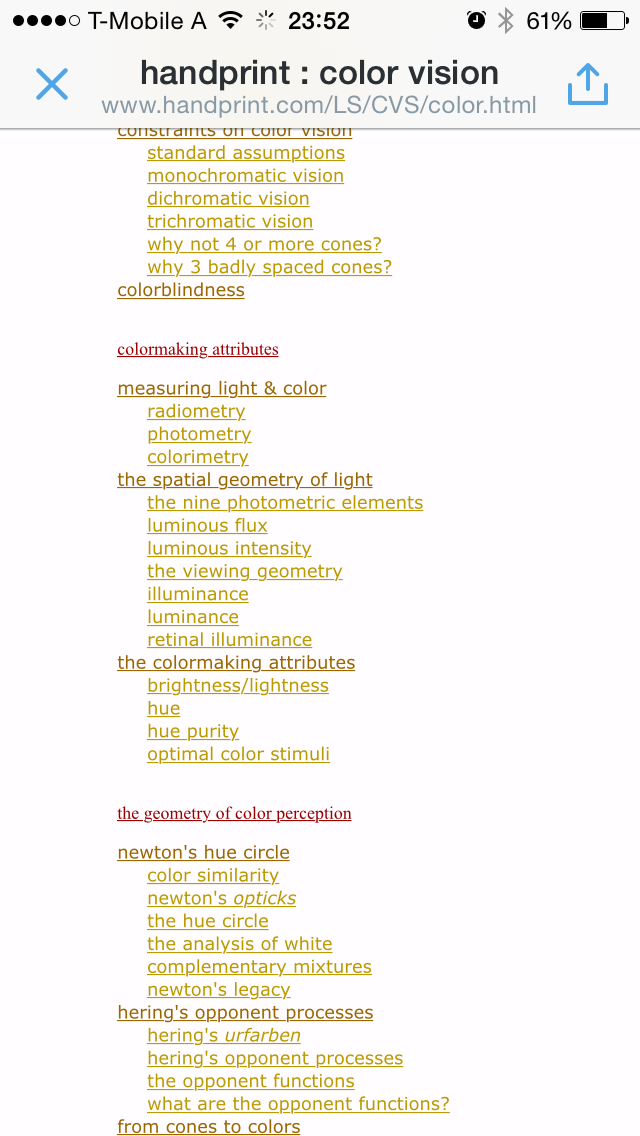 T-Mobile A 23:52 61%
handprint : color vision
www.handprint.com/LS/CVS/color.html
constraints on color vision
standard assumptions
monochromatic vision
dichromatic vision
trichromatic vision
why not 4 or more cones?
why 3 badly spaced cones?
colorblindness
colormaking attributes
measuring light & color
radiometry
photometry
colorimetry
the spatial geometry of light
the nine photometric elements
luminous flux
luminous intensity
the viewing geometry
illuminance
luminance
retinal illuminance
the colormaking attributes
brightness/lightness
hue
hue purity
optimal color stimuli
the geometry of color perception
newton's hue circle
color similarity
newton's opticks
the hue circle
the analysis of white
complementary mixtures
newton's legacy
hering's opponent processes
hering's urfarben
hering's opponent processes
the opponent functions
what are the opponent functions?
from cones to colors